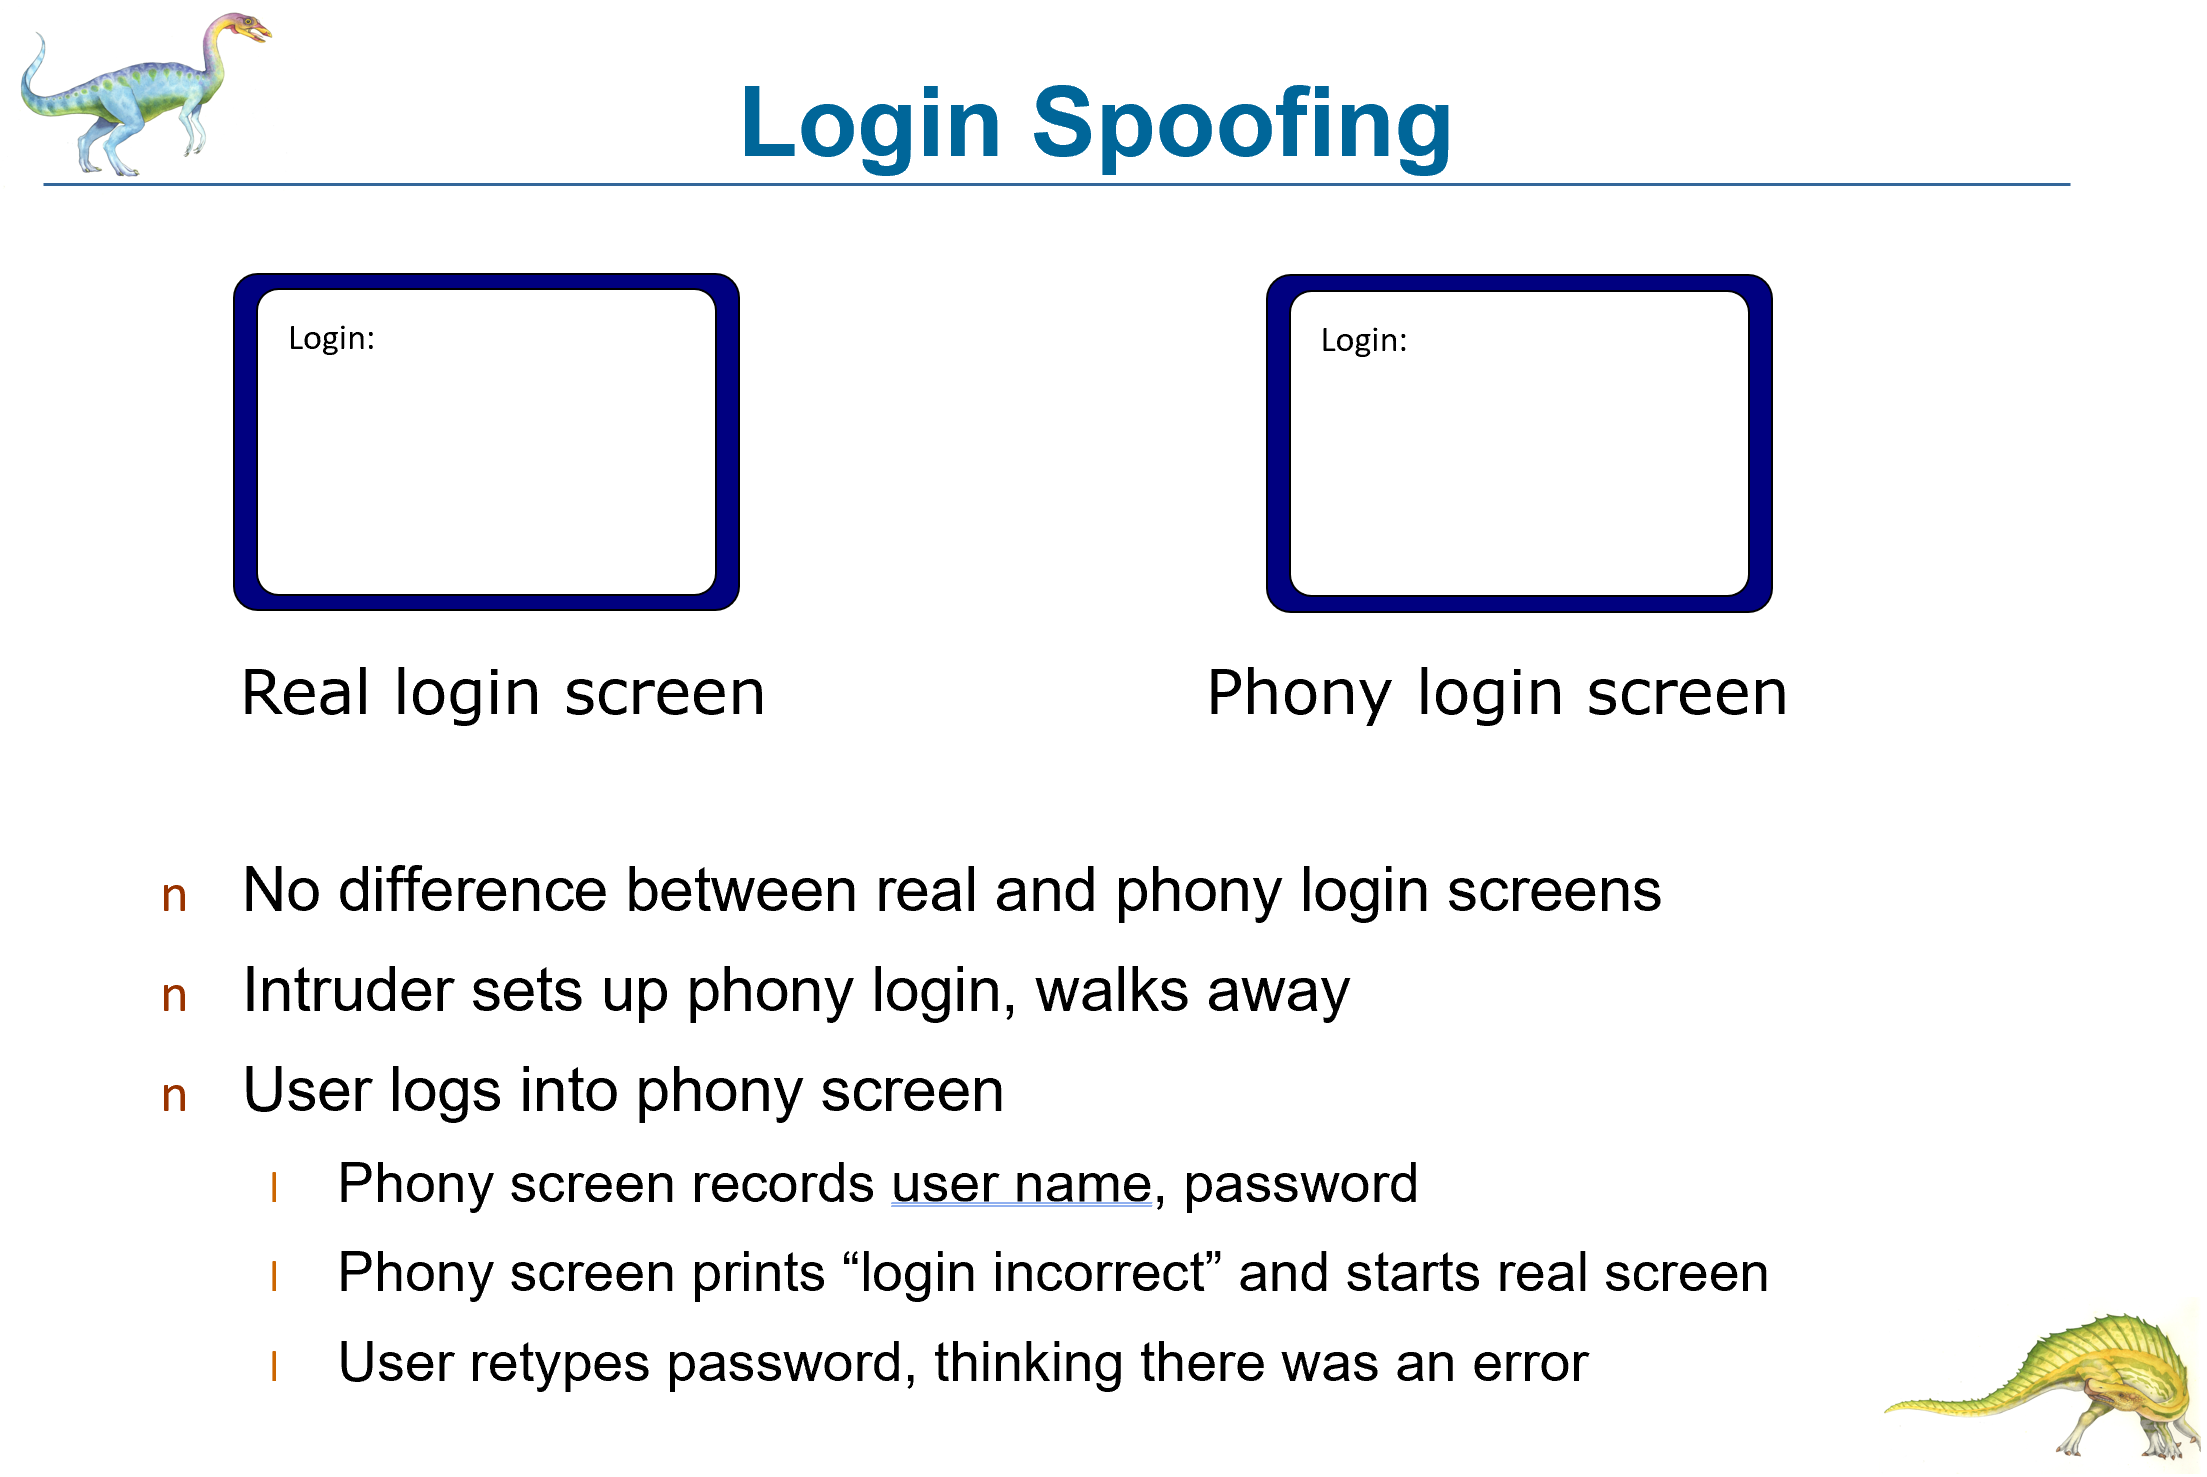 Login Spoofing
Login:
Login:
Real login screen
Phony login screen
n No difference between real and phony login screens
n Intruder sets up phony login, walks away
n User logs into phony screen
l Phony screen records user name, password
l Phony screen prints “login incorrect” and starts real screen
l User retypes password, thinking there was an error